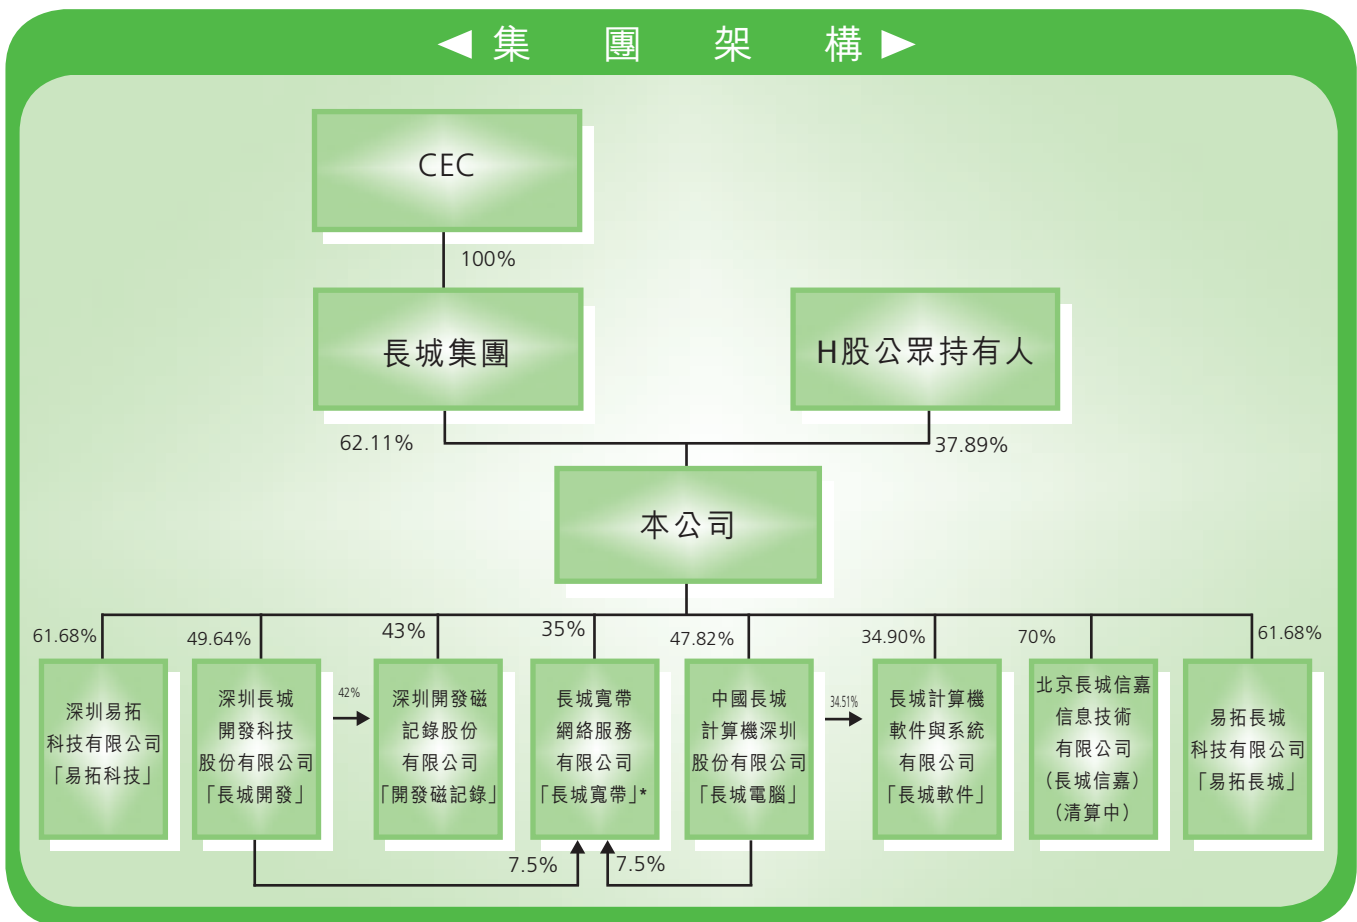 ◀集團架構▶
CEC
100%
長城集團
H股公眾持有人
62.11%
37.89%
本公司
61.68%
49.64%
43%
35%
47.82%
34.90%
70%
61.68%
深圳易拓
科技有限公司
「易拓科技」
深圳長城
開發科技
股份有限公司
「長城開發」
42%
深圳開發磁
記錄股份
有限公司
「開發磁記錄」
長城寬帶
網絡服務
有限公司
「長城寬帶」*
中國長城
計算機深圳
股份有限公司
「長城電腦」
34.51%
長城計算機
軟件與系統
有限公司
「長城軟件」
北京長城信嘉
信息技術
有限公司
（長城信嘉）
（清算中）
易拓長城
科技有限公司
「易拓長城」
7.5%
7.5%